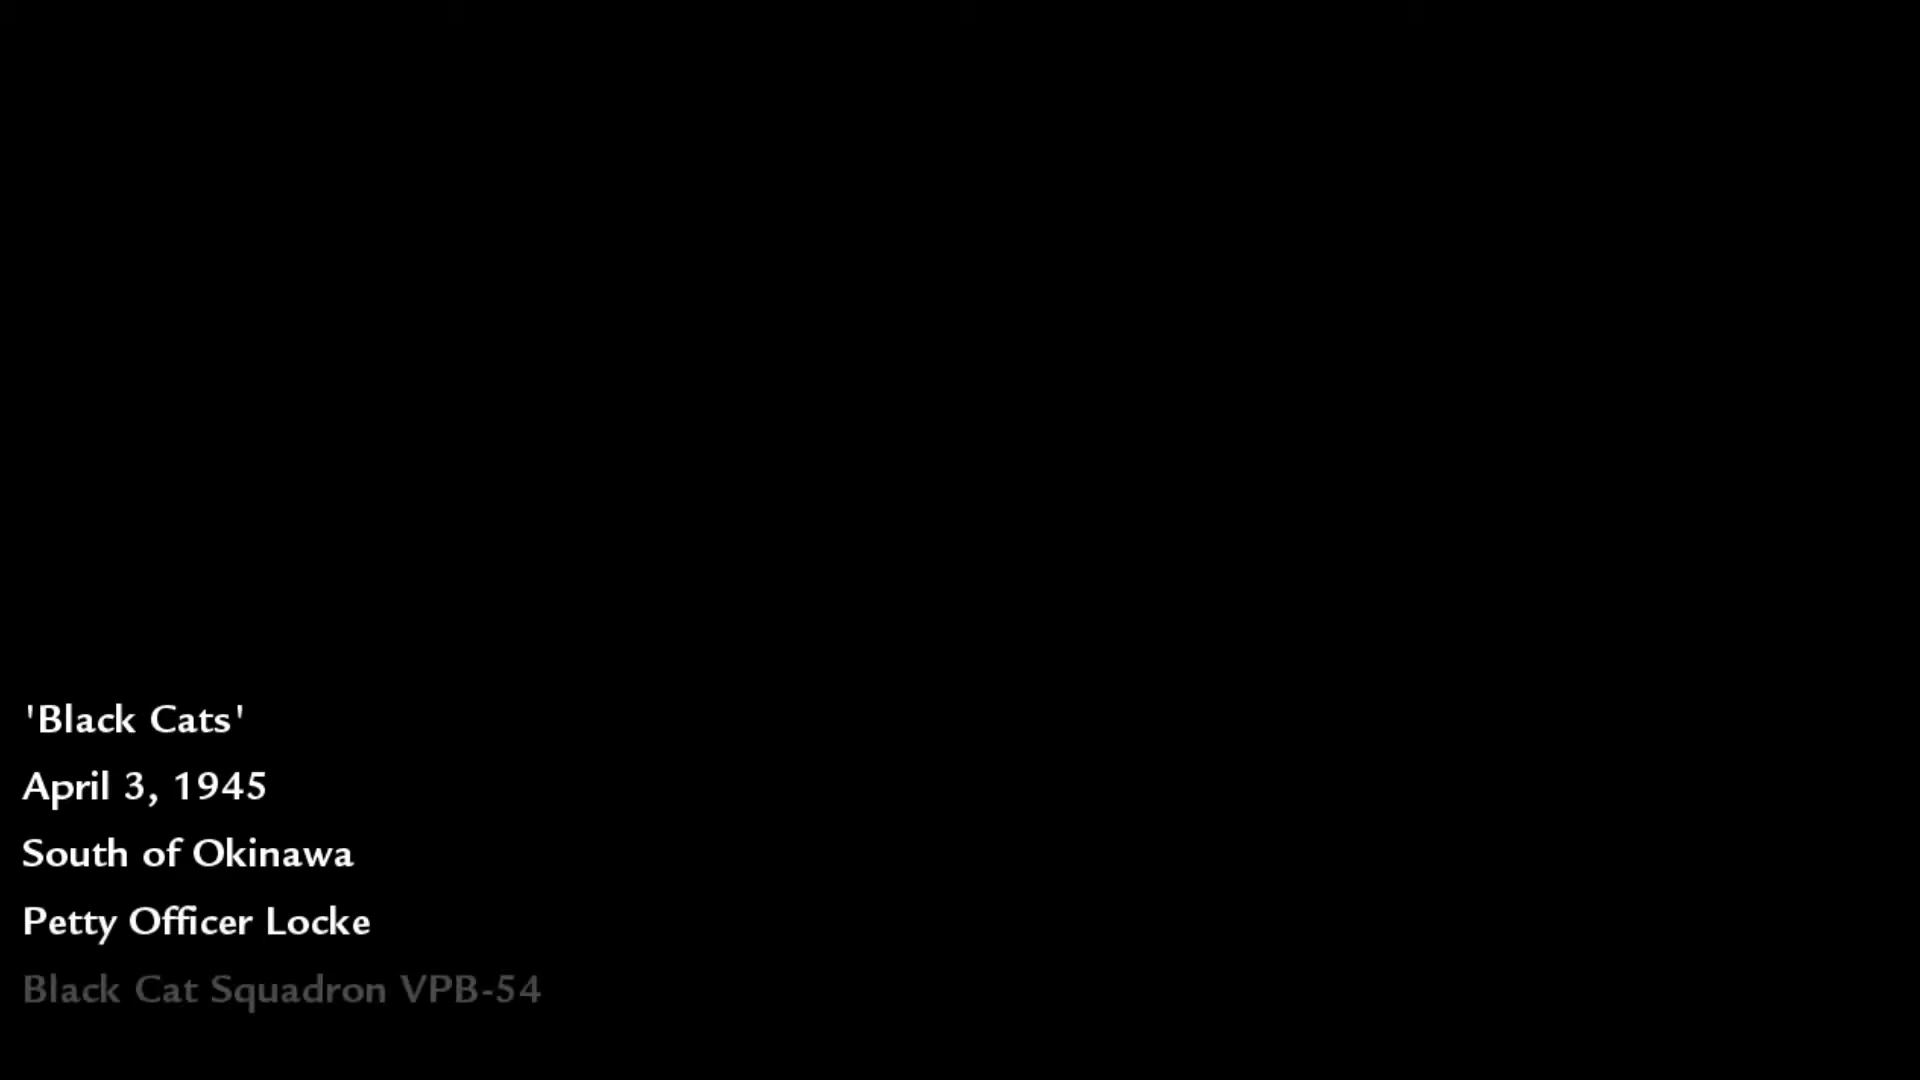 'Black Cats'
April 3, 1945
South of Okinawa
Petty Officer Locke
Black Cat Squadron VPB-54